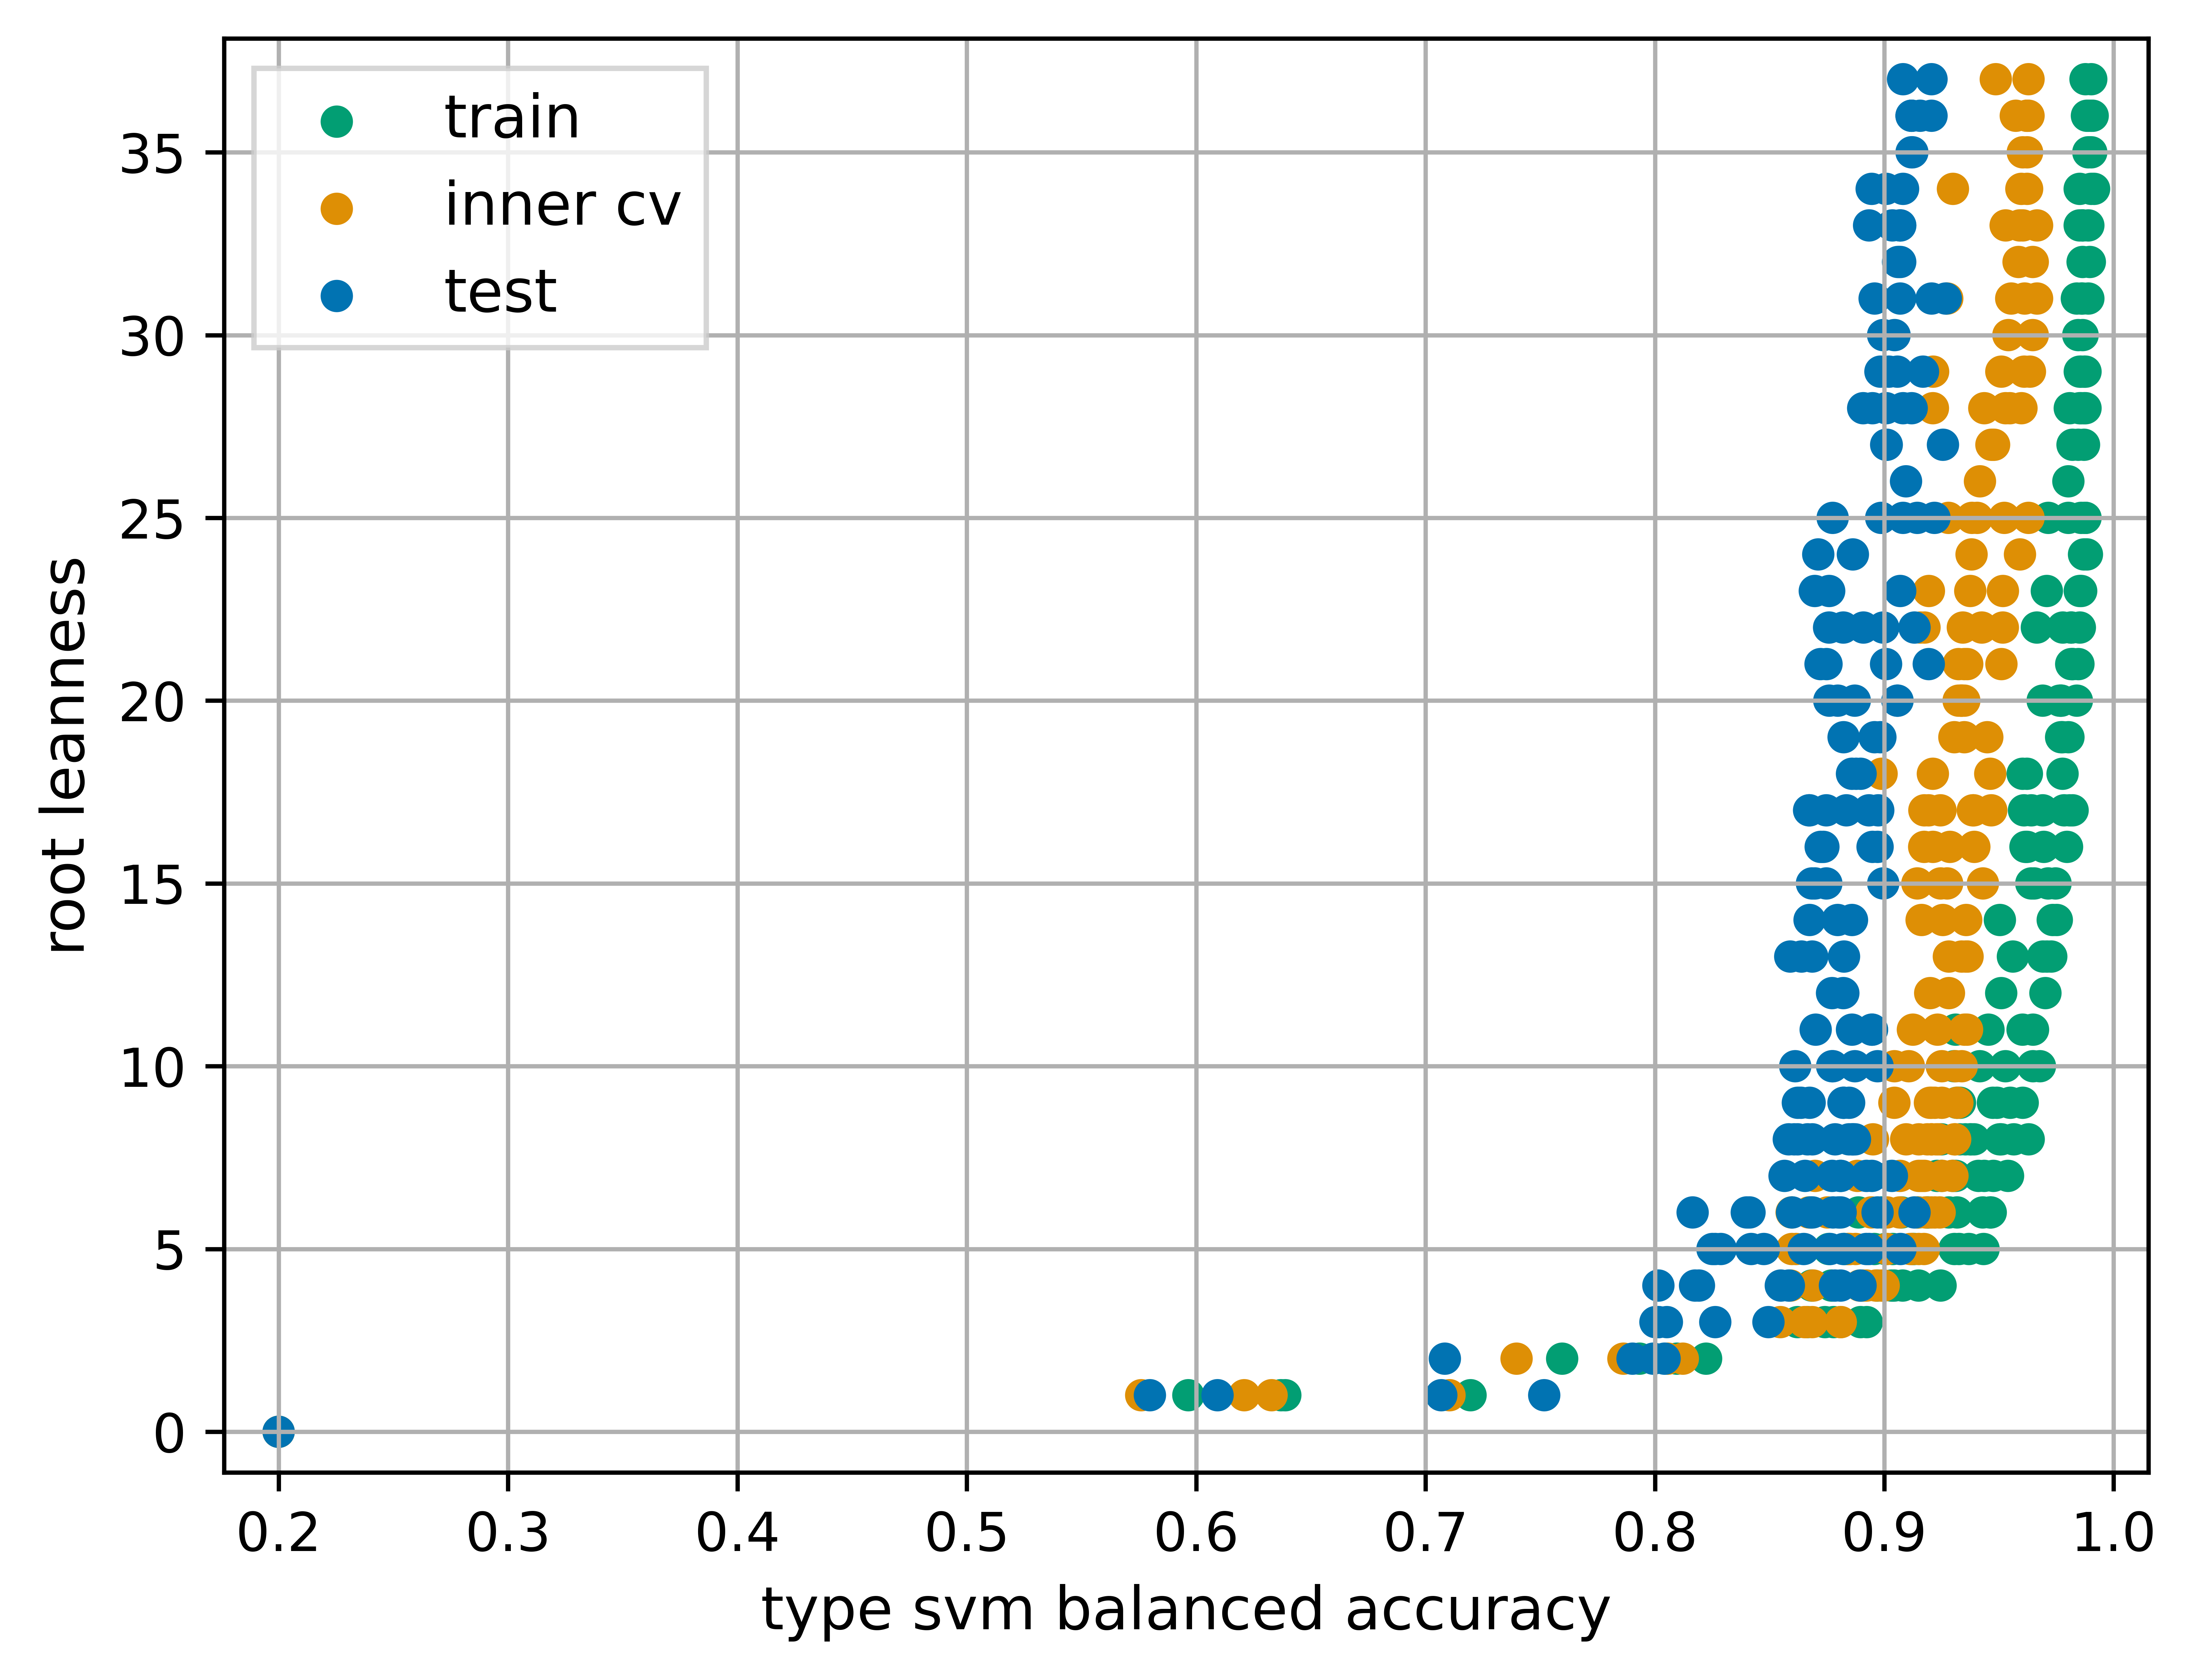 train
inner cv
test
35
30
25
20
15
10
5
0
root leanness
0.2 0.3 0.4 0.5 0.6 0.7 0.8 0.9 1.0
type svm balanced accuracy